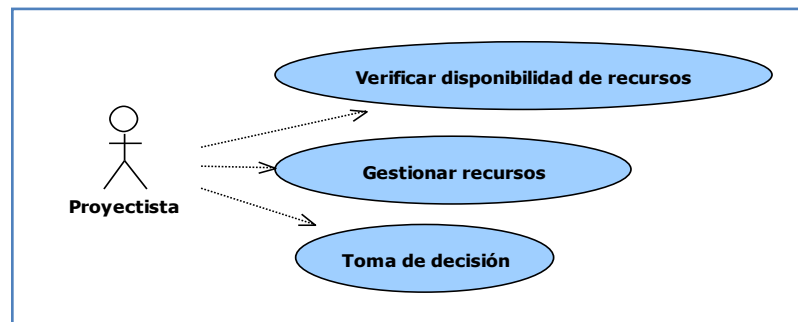 Verificar disponibilidad de recursos
Gestionar recursos
Proyectista
Toma de decisión